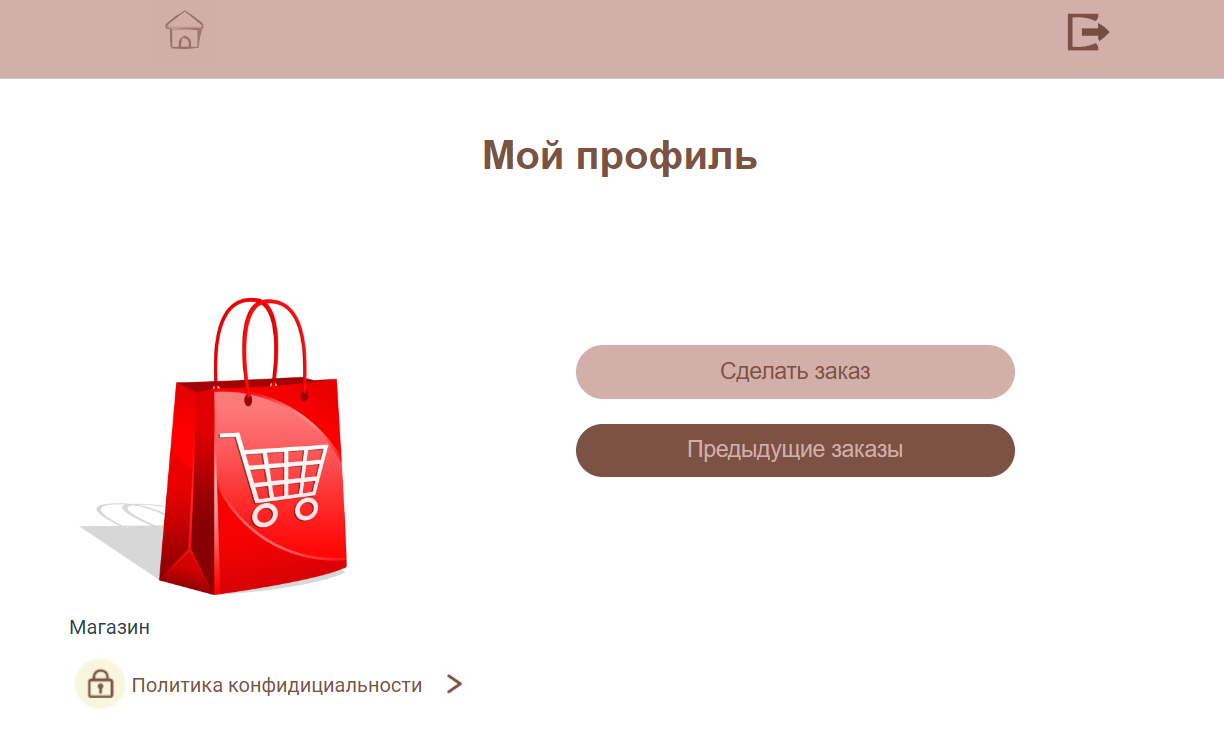 Мой профиль
Сделать заказ
Предыдущие заказы
Магазин
Политика конфидициальности